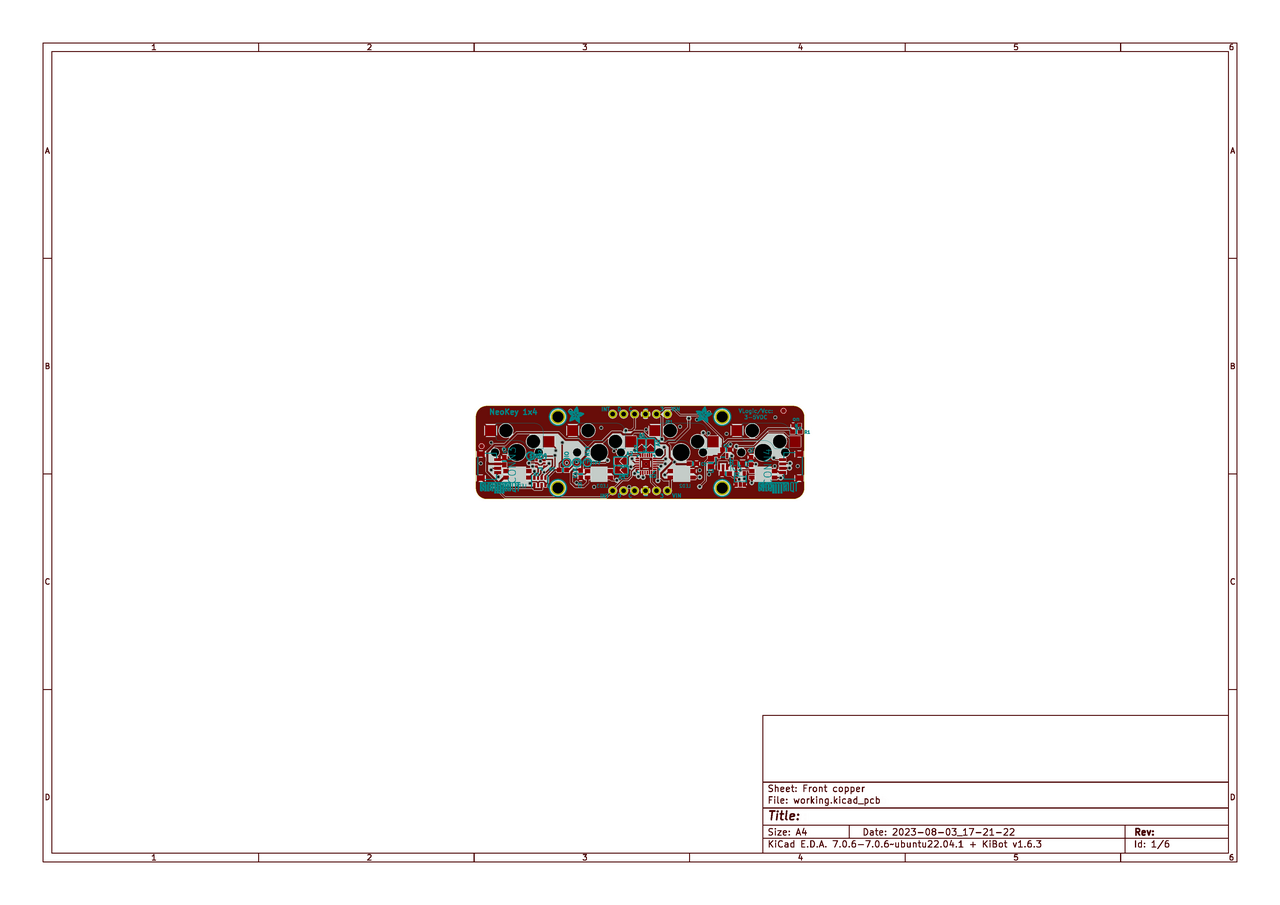 1 2 3 4 5 6
A A
NeoKey 1x4
VLogic/Vcc:
3-5VDC
R1
VIN
B B
C C
D D
Sheet: Front copper
File: working.kicad_pcb
Title:
Size: A4 Date: 2023-08-03_17-21-22 Rev:
KiCad E.D.A. 7.0.6-7.0.6~ubuntu22.04.1 + KiBot v1.6.3 Id: 1/6
1 2 3 4 5 6